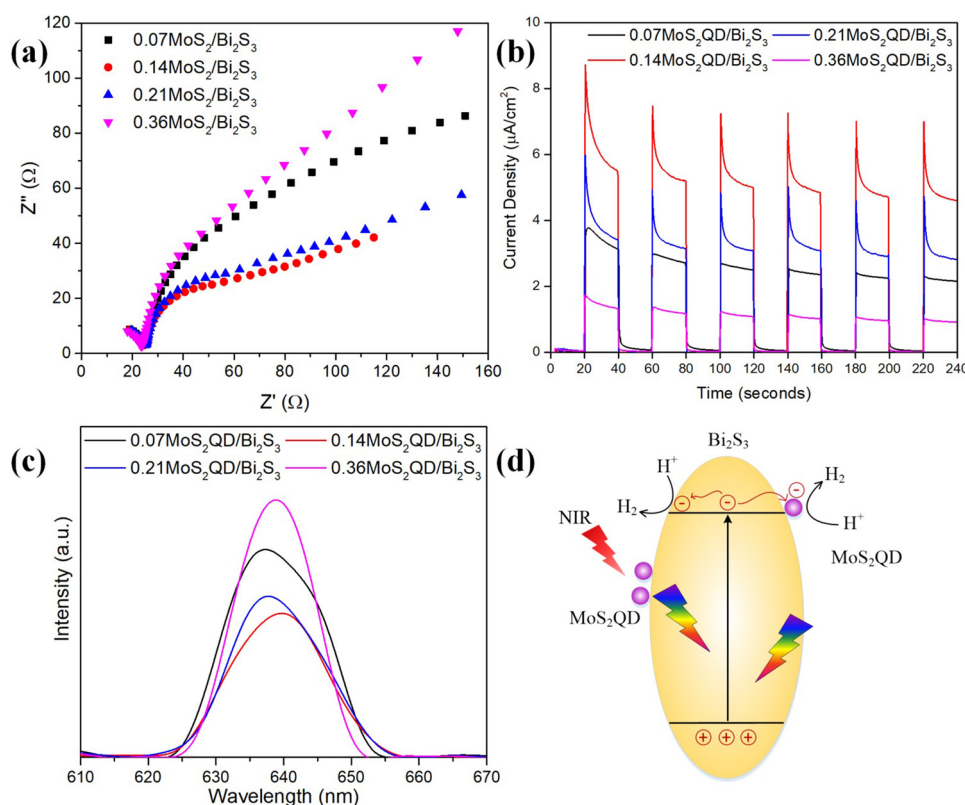 (a)
0.07MoS₂/Bi₂S₃
0.14MoS₂/Bi₂S₃
0.21MoS₂/Bi₂S₃
0.36MoS₂/Bi₂S₃
Z'' (Ω)
120
100
80
60
40
20
0
0 20 40 60 80 100 120 140 160
Z' (Ω)
(b)
0.07MoS₂QD/Bi₂S₃ 0.21MoS₂QD/Bi₂S₃
0.14MoS₂QD/Bi₂S₃ 0.36MoS₂QD/Bi₂S₃
Current Density (μA/cm²)
10
8
6
4
2
0
0 20 40 60 80 100 120 140 160 180 200 220 240
Time (seconds)
(c)
0.07MoS₂QD/Bi₂S₃ 0.14MoS₂QD/Bi₂S₃
0.21MoS₂QD/Bi₂S₃ 0.36MoS₂QD/Bi₂S₃
Intensity (a.u.)
610 620 630 640 650 660 670
Wavelength (nm)
(d)
Bi₂S₃
H⁺
H₂
H₂
H⁺
NIR
MoS₂QD
MoS₂QD